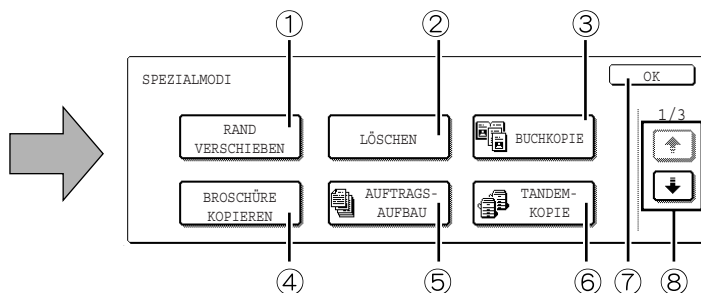 ① ② ③
SPEZIALMODI
OK
1/3
RAND
VERSCHIEBEN
LÖSCHEN
BUCHKOPIE
BROSCHÜRE
KOPIEREN
AUFTRAGS-
AUFBAU
TANDEM-
KOPIE
④ ⑤ ⑥ ⑦ ⑧